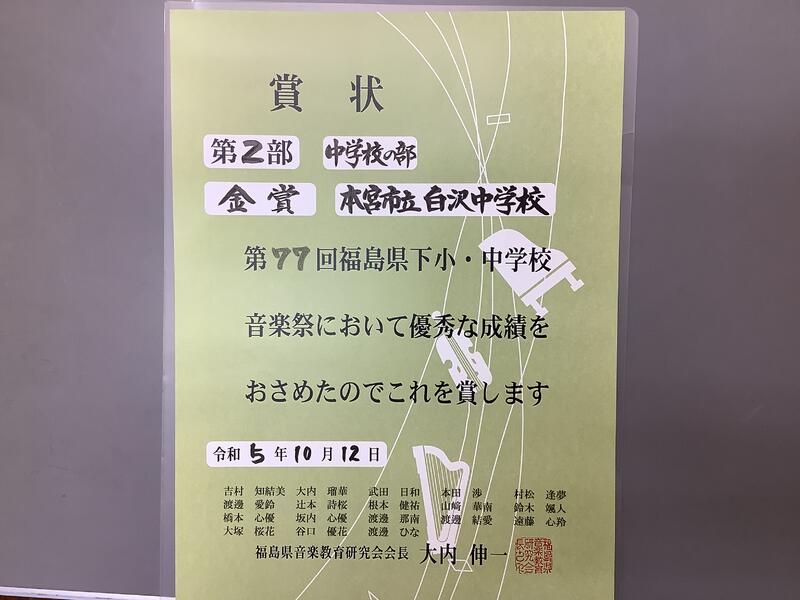 賞 状
第2部 中学校の部
金賞 本宮市立白沢中学校
第77回福島県下小・中学校
音楽祭において優秀な成績を
おさめたのでこれを賞します
令和5年10月12日
吉村 知結美 大内 瑠華 武田 日和 本田 渉 村松 逢夢
渡邊 愛鈴 辻本 詩桜 根本 健祐 山﨑 華南 鈴木 颯人
橋本 心優 坂内 心優 渡邊 那南 渡邊 結愛 遠藤 心羚
大塚 桜花 谷口 優花 渡邊 ひな
福島県音楽教育研究会会長 大内 伸一